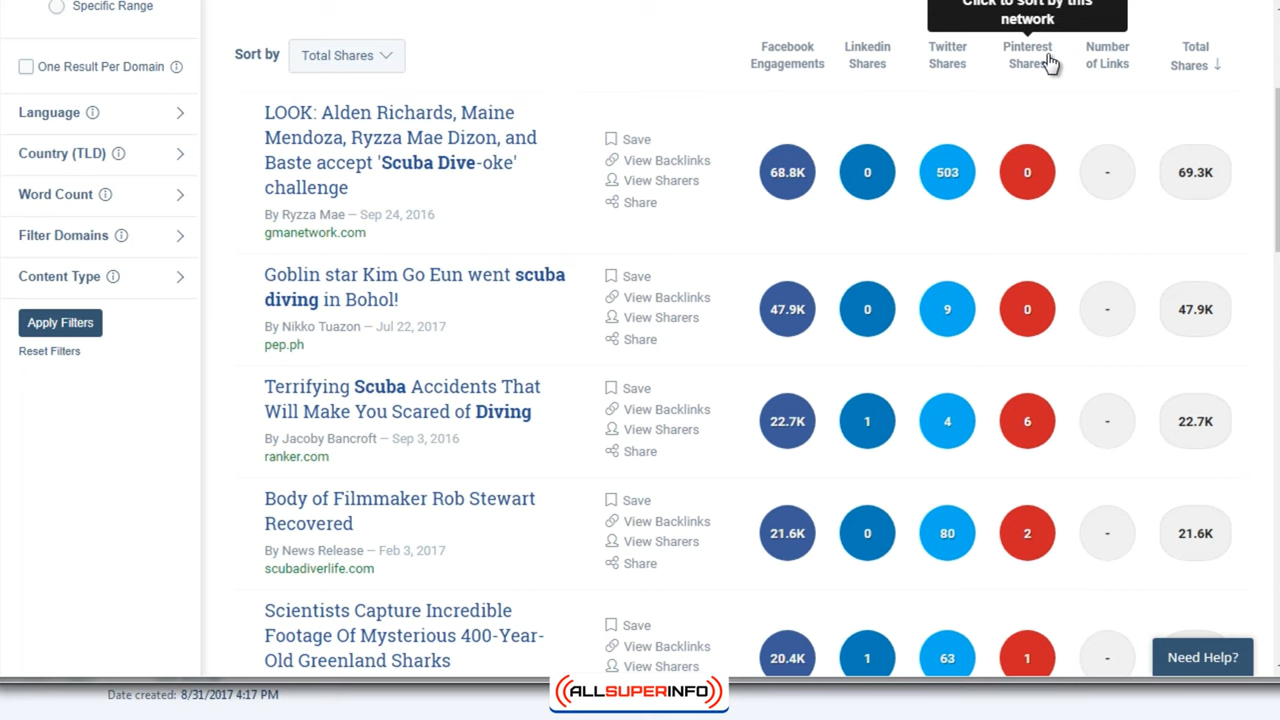 Specific Range
Click to sort by this
network
Sort by
Total Shares
Facebook
Engagements
Linkedin
Shares
Twitter
Shares
Pinterest
Shares
Number
of Links
Total
Shares ↓
One Result Per Domain
Language
Country (TLD)
Word Count
Filter Domains
Content Type
Apply Filters
Reset Filters
LOOK: Alden Richards, Maine
Mendoza, Ryzza Mae Dizon, and
Baste accept 'Scuba Dive-oke'
challenge
By Ryzza Mae – Sep 24, 2016
gmanetwork.com
Save
View Backlinks
View Sharers
Share
68.8K 0 503 0 - 69.3K
Goblin star Kim Go Eun went scuba
diving in Bohol!
By Nikko Tuazon – Jul 22, 2017
pep.ph
Save
View Backlinks
View Sharers
Share
47.9K 0 9 0 - 47.9K
Terrifying Scuba Accidents That
Will Make You Scared of Diving
By Jacoby Bancroft – Sep 3, 2016
ranker.com
Save
View Backlinks
View Sharers
Share
22.7K 1 4 6 - 22.7K
Body of Filmmaker Rob Stewart
Recovered
By News Release – Feb 3, 2017
scubadiverlife.com
Save
View Backlinks
View Sharers
Share
21.6K 0 80 2 - 21.6K
Scientists Capture Incredible
Footage Of Mysterious 400-Year-
Old Greenland Sharks
Save
View Backlinks
View Sharers
20.4K 1 63 1 -
Need Help?
Date created: 8/31/2017 4:17 PM
ALLSUPERINFO